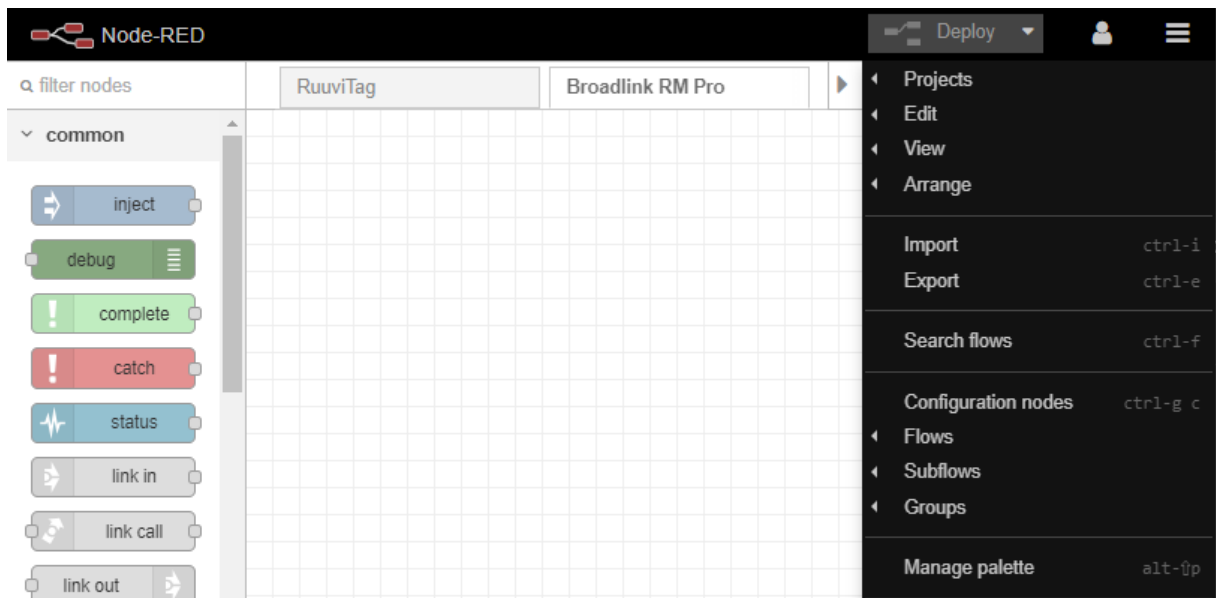 Node-RED
Deploy
filter nodes
RuuviTag
Broadlink RM Pro
common
inject
debug
complete
catch
status
link in
link call
link out
Projects
Edit
View
Arrange
Import ctrl-i
Export ctrl-e
Search flows ctrl-f
Configuration nodes ctrl-g c
Flows
Subflows
Groups
Manage palette alt-⇧p